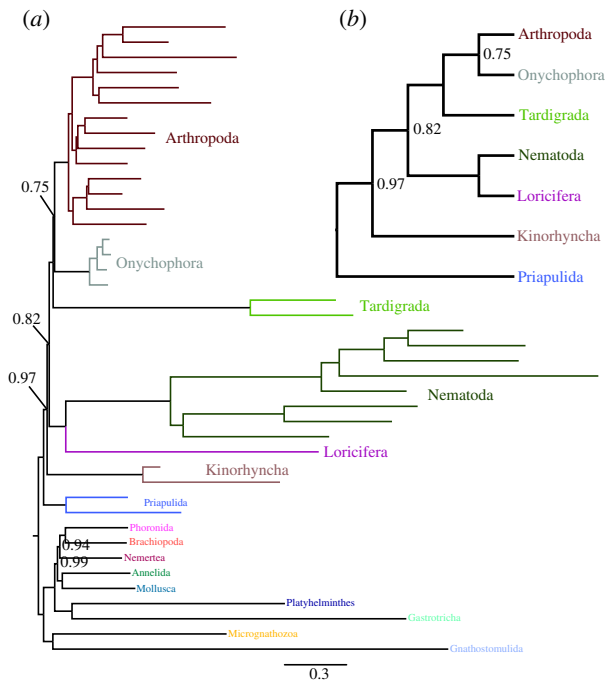 (a)
Arthropoda
0.75
Onychophora
Tardigrada
0.82
0.97
Nematoda
Loricifera
Kinorhyncha
Priapulida
Phoronida
0.94
Brachiopoda
0.99
Nemertea
Annelida
Mollusca
Platyhelminthes
Gastrotricha
Micrognathozoa
Gnathostomulida
0.3
(b)
Arthropoda
0.75
Onychophora
Tardigrada
0.82
Nematoda
0.97
Loricifera
Kinorhyncha
Priapulida